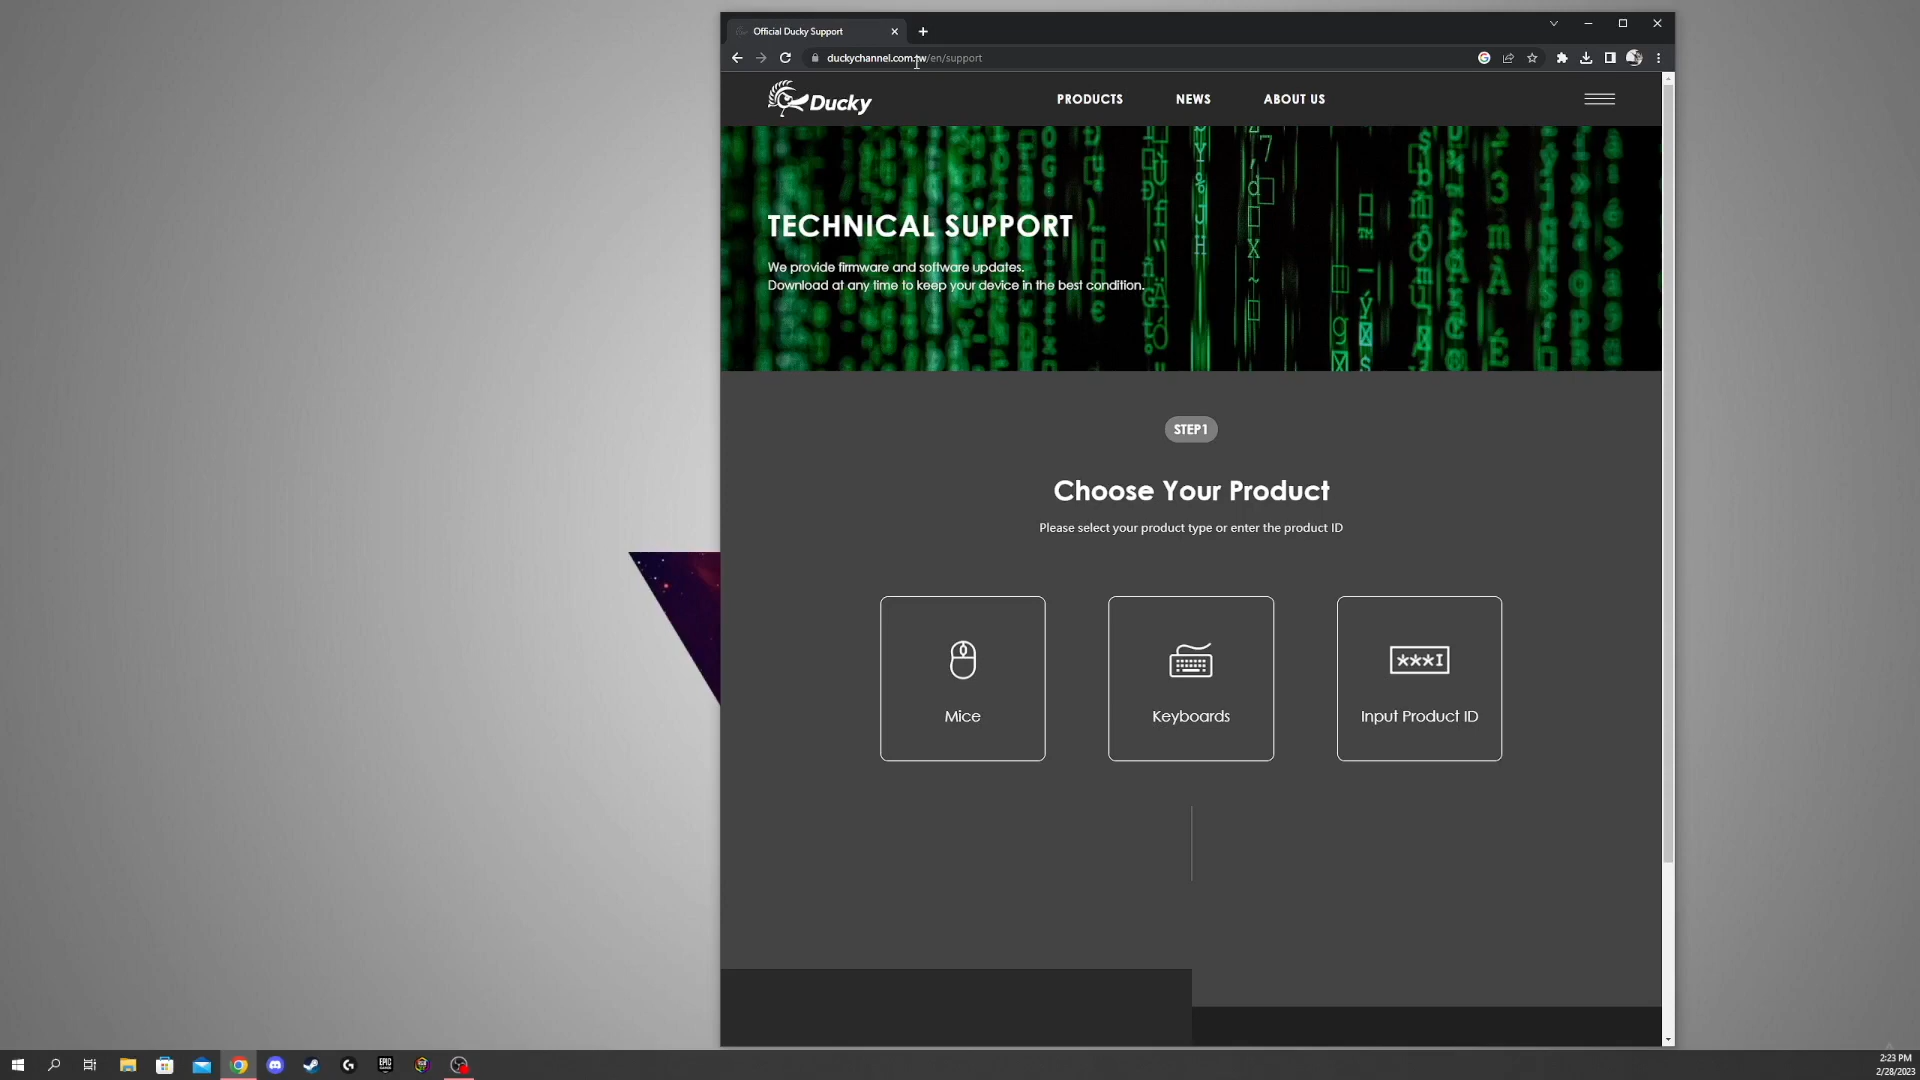 Official Ducky Support
duckychannel.com.tw/en/support
Ducky
PRODUCTS
NEWS
ABOUT US
TECHNICAL SUPPORT
We provide firmware and software updates.
Download at any time to keep your device in the best condition.
STEP1
Choose Your Product
Please select your product type or enter the product ID
Mice
Keyboards
Input Product ID
2:23 PM
2/28/2023